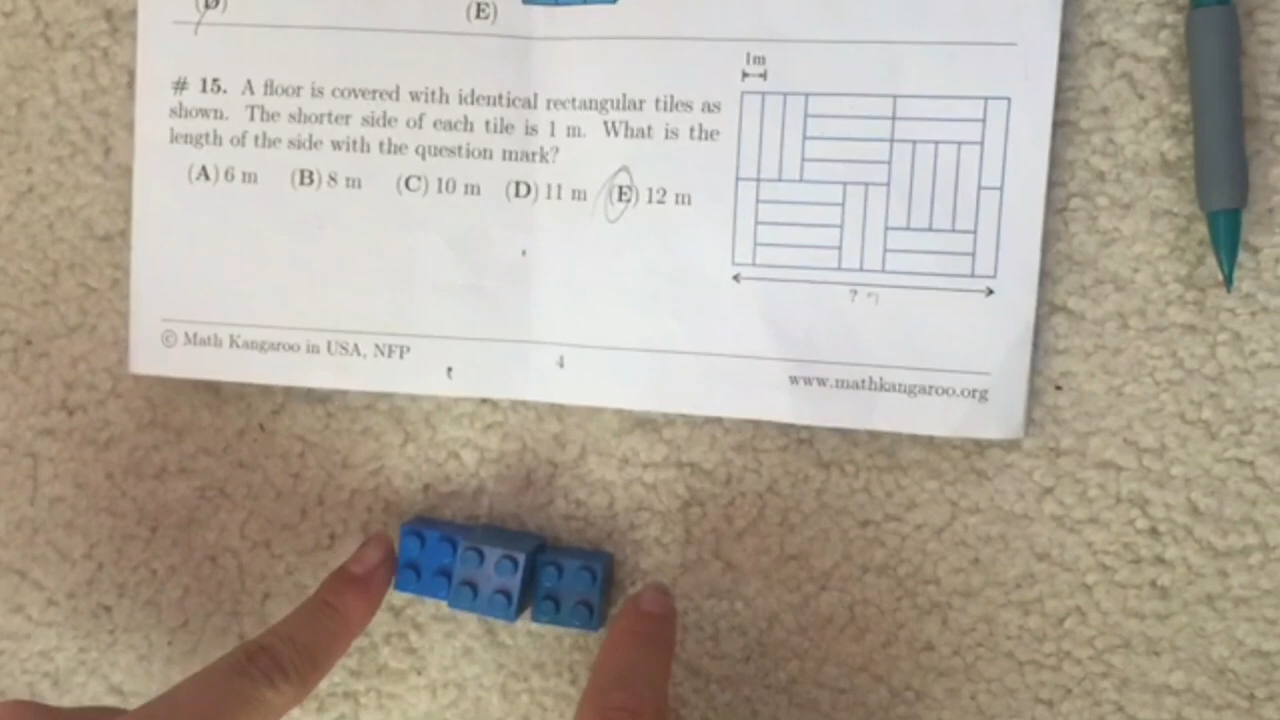 (D)
(E)
# 15. A floor is covered with identical rectangular tiles as
shown. The shorter side of each tile is 1 m. What is the
length of the side with the question mark?
(A) 6 m (B) 8 m (C) 10 m (D) 11 m (E) 12 m
1m
?
© Math Kangaroo in USA, NFP
4
www.mathkangaroo.org